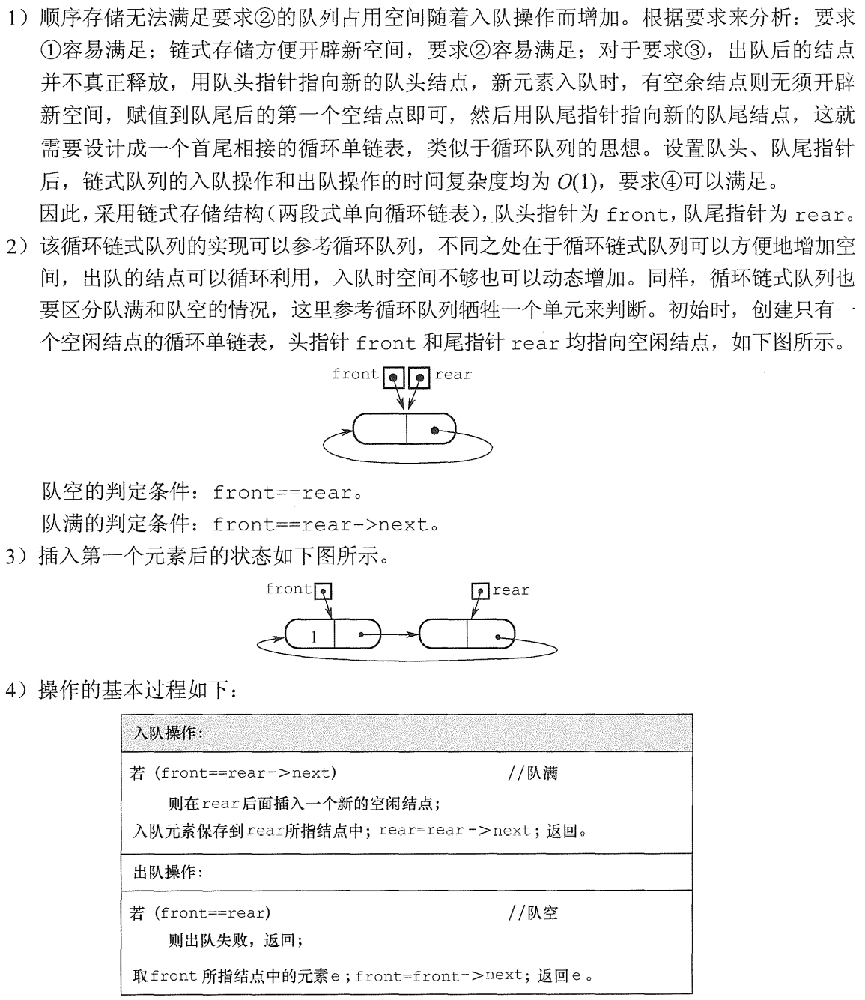 1）顺序存储无法满足要求②的队列占用空间随着入队操作而增加。根据要求来分析：要求
①容易满足；链式存储方便开辟新空间，要求②容易满足；对于要求③，出队后的结点
并不真正释放，用队头指针指向新的队头结点，新元素入队时，有空余结点则无须开辟
新空间，赋值到队尾后的第一个空结点即可，然后用队尾指针指向新的队尾结点，这就
需要设计成一个首尾相接的循环单链表，类似于循环队列的思想。设置队头、队尾指针
后，链式队列的入队操作和出队操作的时间复杂度均为 O(1)，要求④可以满足。
因此，采用链式存储结构（两段式单向循环链表），队头指针为 front，队尾指针为 rear。
2）该循环链式队列的实现可以参考循环队列，不同之处在于循环链式队列可以方便地增加空
间，出队的结点可以循环利用，入队时空间不够也可以动态增加。同样，循环链式队列也
要区分队满和队空的情况，这里参考循环队列牺牲一个单元来判断。初始时，创建只有一
个空闲结点的循环单链表，头指针 front 和尾指针 rear 均指向空闲结点，如下图所示。
front rear
队空的判定条件：front==rear。
队满的判定条件：front==rear->next。
3）插入第一个元素后的状态如下图所示。
front rear
1
4）操作的基本过程如下：
入队操作：
若 (front==rear->next) //队满
则在rear后面插入一个新的空闲结点；
入队元素保存到rear所指结点中；rear=rear->next；返回。
出队操作：
若 (front==rear) //队空
则出队失败，返回；
取front 所指结点中的元素e；front=front->next；返回e。